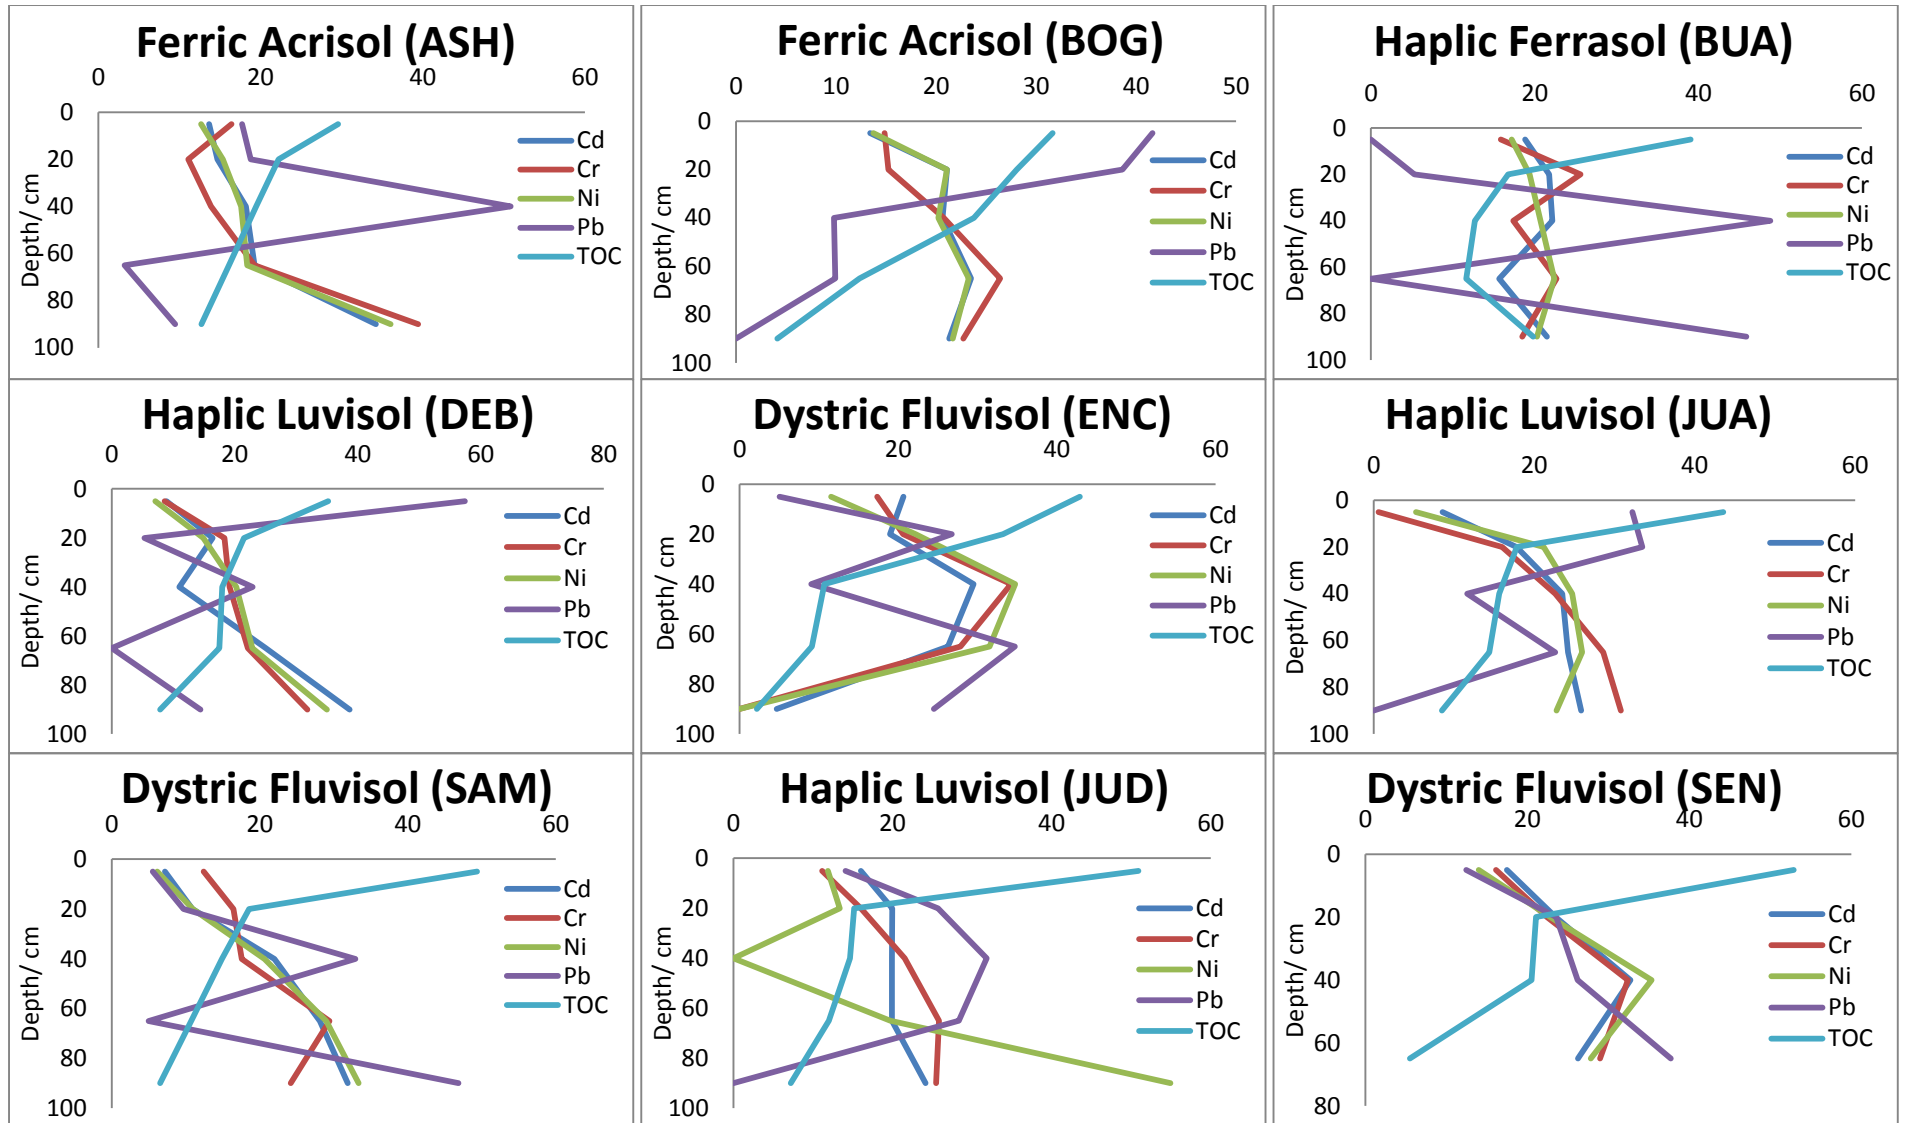 Ferric Acrisol (ASH)
0 20 40 60
0
20
40
60
80
100
Depth/ cm
Cd
Cr
Ni
Pb
TOC
Ferric Acrisol (BOG)
0 10 20 30 40 50
0
20
40
60
80
100
Depth/ cm
Cd
Cr
Ni
Pb
TOC
Haplic Ferrasol (BUA)
0 20 40 60
0
20
40
60
80
100
Depth/ cm
Cd
Cr
Ni
Pb
TOC
Haplic Luvisol (DEB)
0 20 40 60 80
0
20
40
60
80
100
Depth/ cm
Cd
Cr
Ni
Pb
TOC
Dystric Fluvisol (ENC)
0 20 40 60
0
20
40
60
80
100
Depth/ cm
Cd
Cr
Ni
Pb
TOC
Haplic Luvisol (JUA)
0 20 40 60
0
20
40
60
80
100
Depth/ cm
Cd
Cr
Ni
Pb
TOC
Dystric Fluvisol (SAM)
0 20 40 60
0
20
40
60
80
100
Depth/ cm
Cd
Cr
Ni
Pb
TOC
Haplic Luvisol (JUD)
0 20 40 60
0
20
40
60
80
100
Depth/ cm
Cd
Cr
Ni
Pb
TOC
Dystric Fluvisol (SEN)
0 20 40 60
0
20
40
60
80
Depth/ cm
Cd
Cr
Ni
Pb
TOC